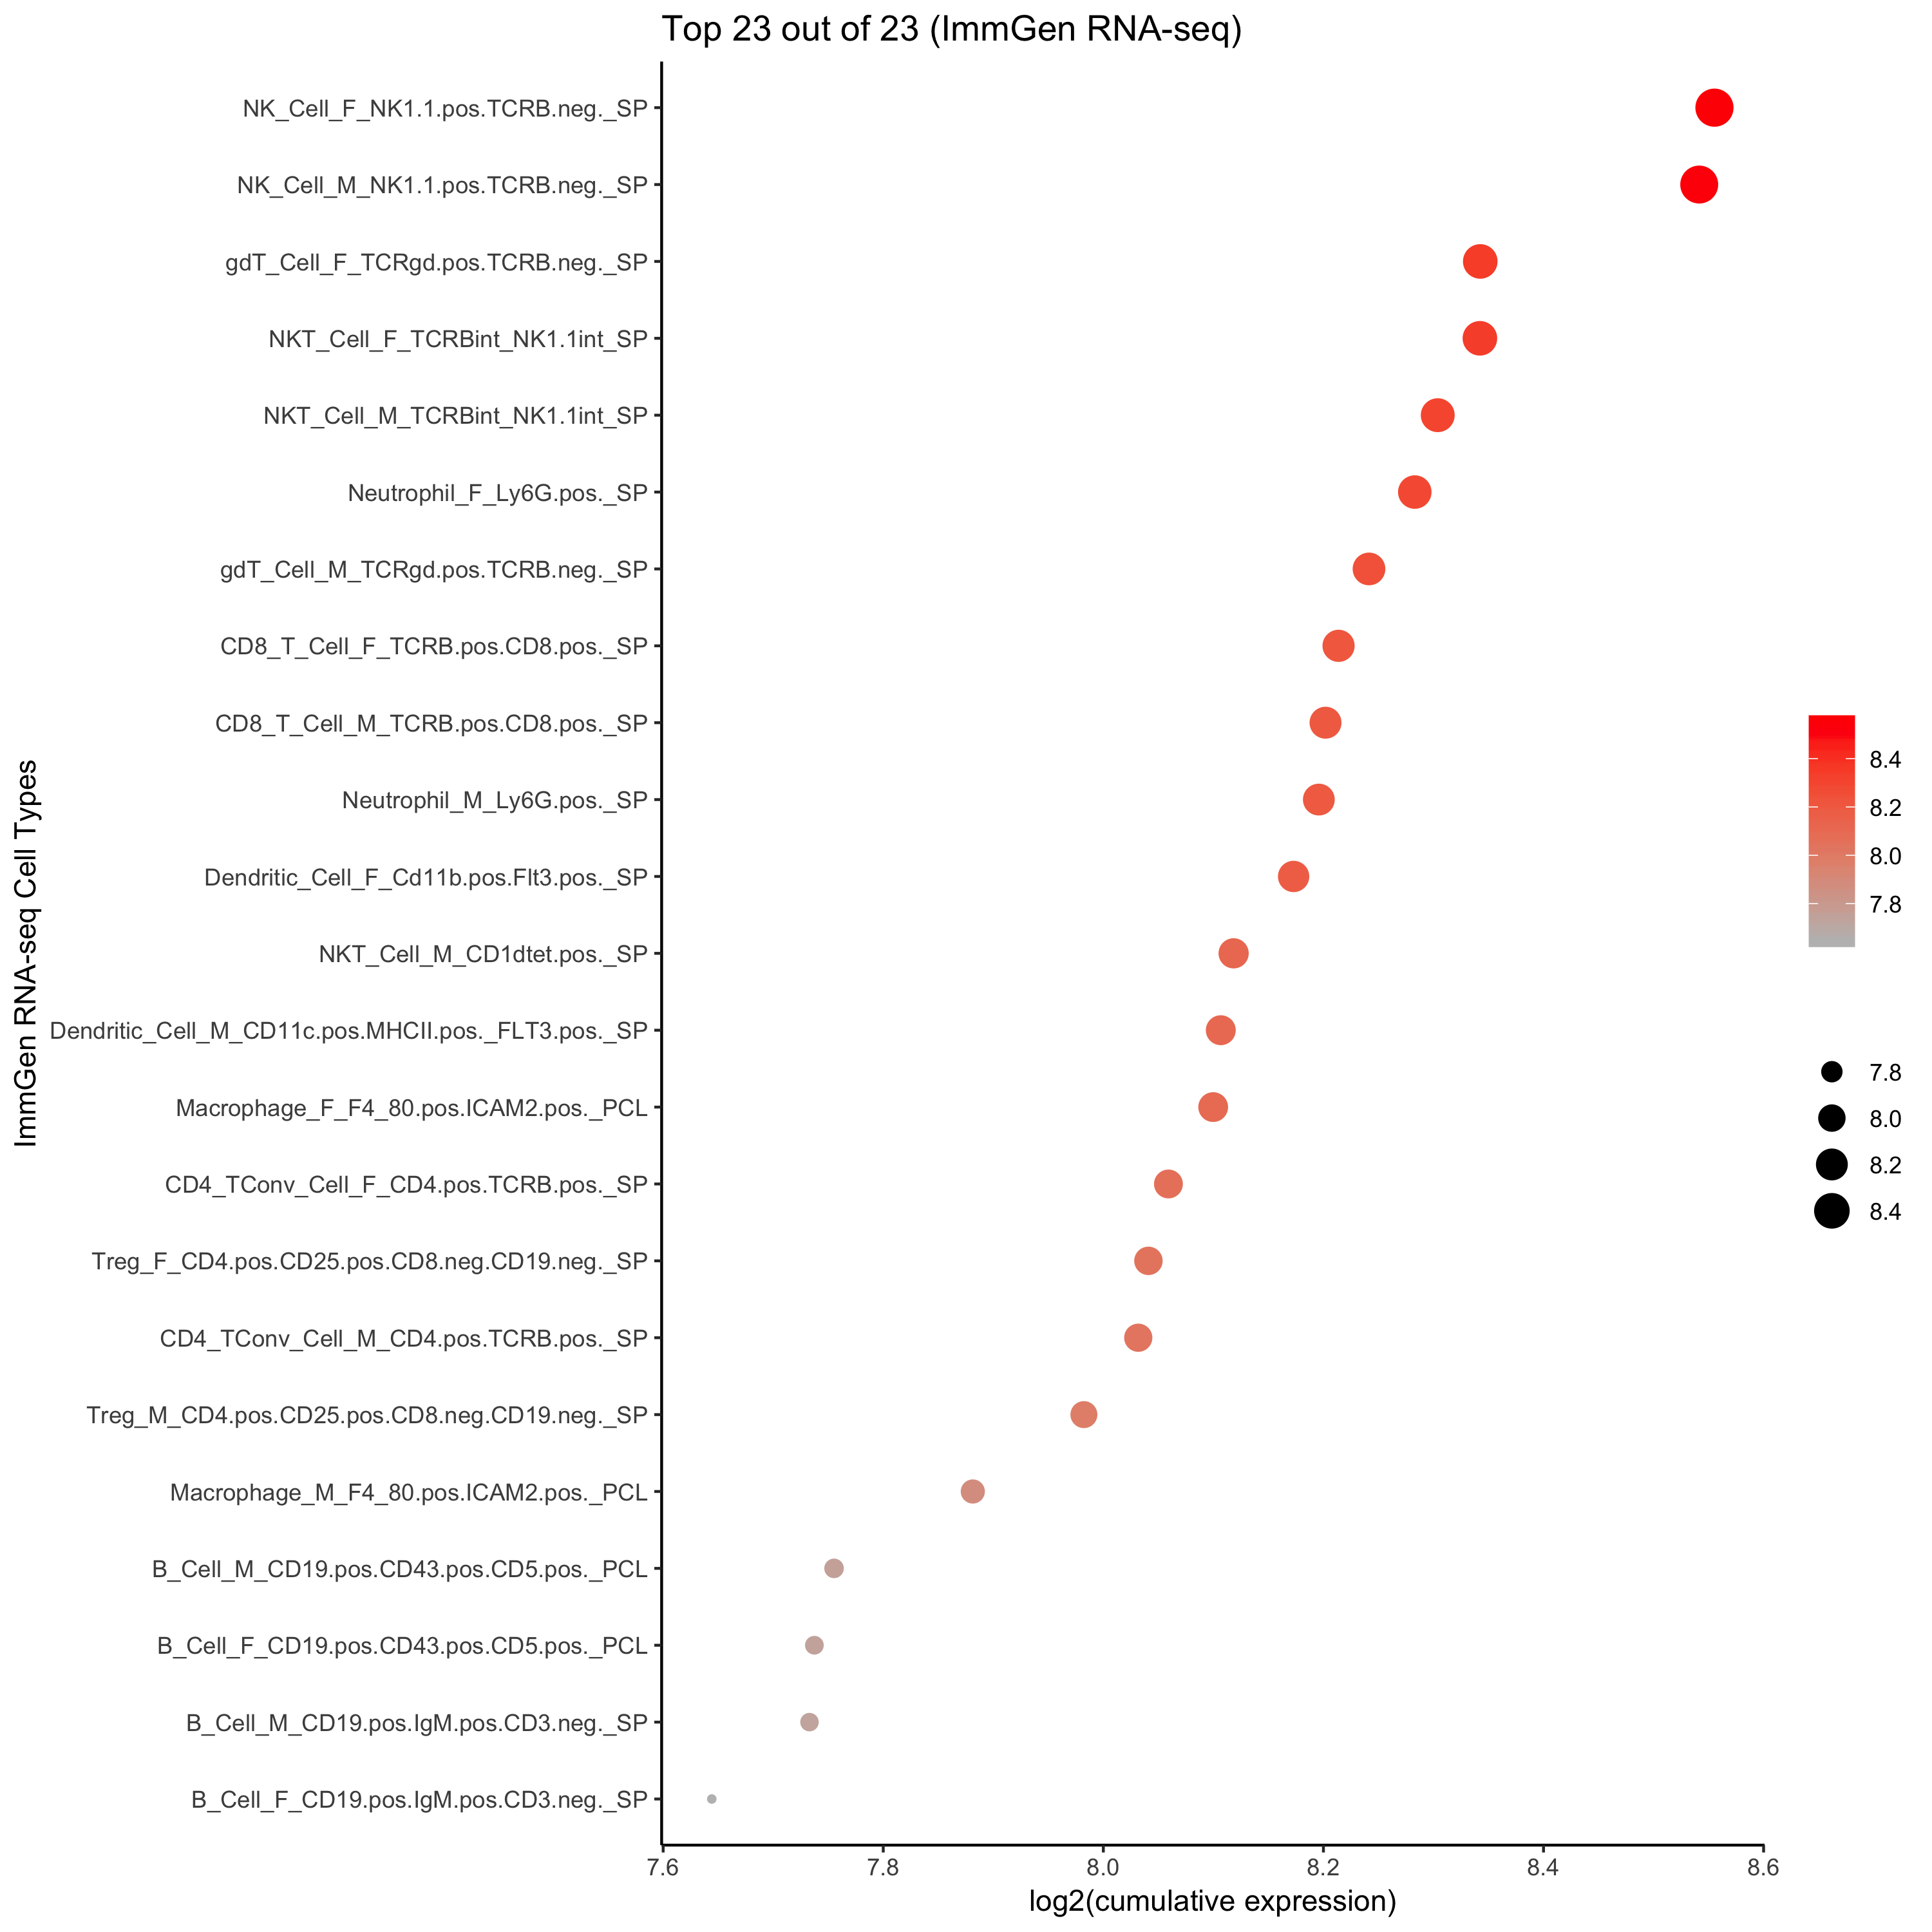 Top 23 out of 23 (ImmGen RNA-seq)
ImmGen RNA-seq Cell Types
NK_Cell_F_NK1.1.pos.TCRB.neg._SP
NK_Cell_M_NK1.1.pos.TCRB.neg._SP
gdT_Cell_F_TCRgd.pos.TCRB.neg._SP
NKT_Cell_F_TCRBint_NK1.1int_SP
NKT_Cell_M_TCRBint_NK1.1int_SP
Neutrophil_F_Ly6G.pos._SP
gdT_Cell_M_TCRgd.pos.TCRB.neg._SP
CD8_T_Cell_F_TCRB.pos.CD8.pos._SP
CD8_T_Cell_M_TCRB.pos.CD8.pos._SP
Neutrophil_M_Ly6G.pos._SP
Dendritic_Cell_F_Cd11b.pos.Flt3.pos._SP
NKT_Cell_M_CD1dtet.pos._SP
Dendritic_Cell_M_CD11c.pos.MHCII.pos._FLT3.pos._SP
Macrophage_F_F4_80.pos.ICAM2.pos._PCL
CD4_TConv_Cell_F_CD4.pos.TCRB.pos._SP
Treg_F_CD4.pos.CD25.pos.CD8.neg.CD19.neg._SP
CD4_TConv_Cell_M_CD4.pos.TCRB.pos._SP
Treg_M_CD4.pos.CD25.pos.CD8.neg.CD19.neg._SP
Macrophage_M_F4_80.pos.ICAM2.pos._PCL
B_Cell_M_CD19.pos.CD43.pos.CD5.pos._PCL
B_Cell_F_CD19.pos.CD43.pos.CD5.pos._PCL
B_Cell_M_CD19.pos.IgM.pos.CD3.neg._SP
B_Cell_F_CD19.pos.IgM.pos.CD3.neg._SP
7.6 7.8 8.0 8.2 8.4 8.6
log2(cumulative expression)
8.4
8.2
8.0
7.8
7.8
8.0
8.2
8.4